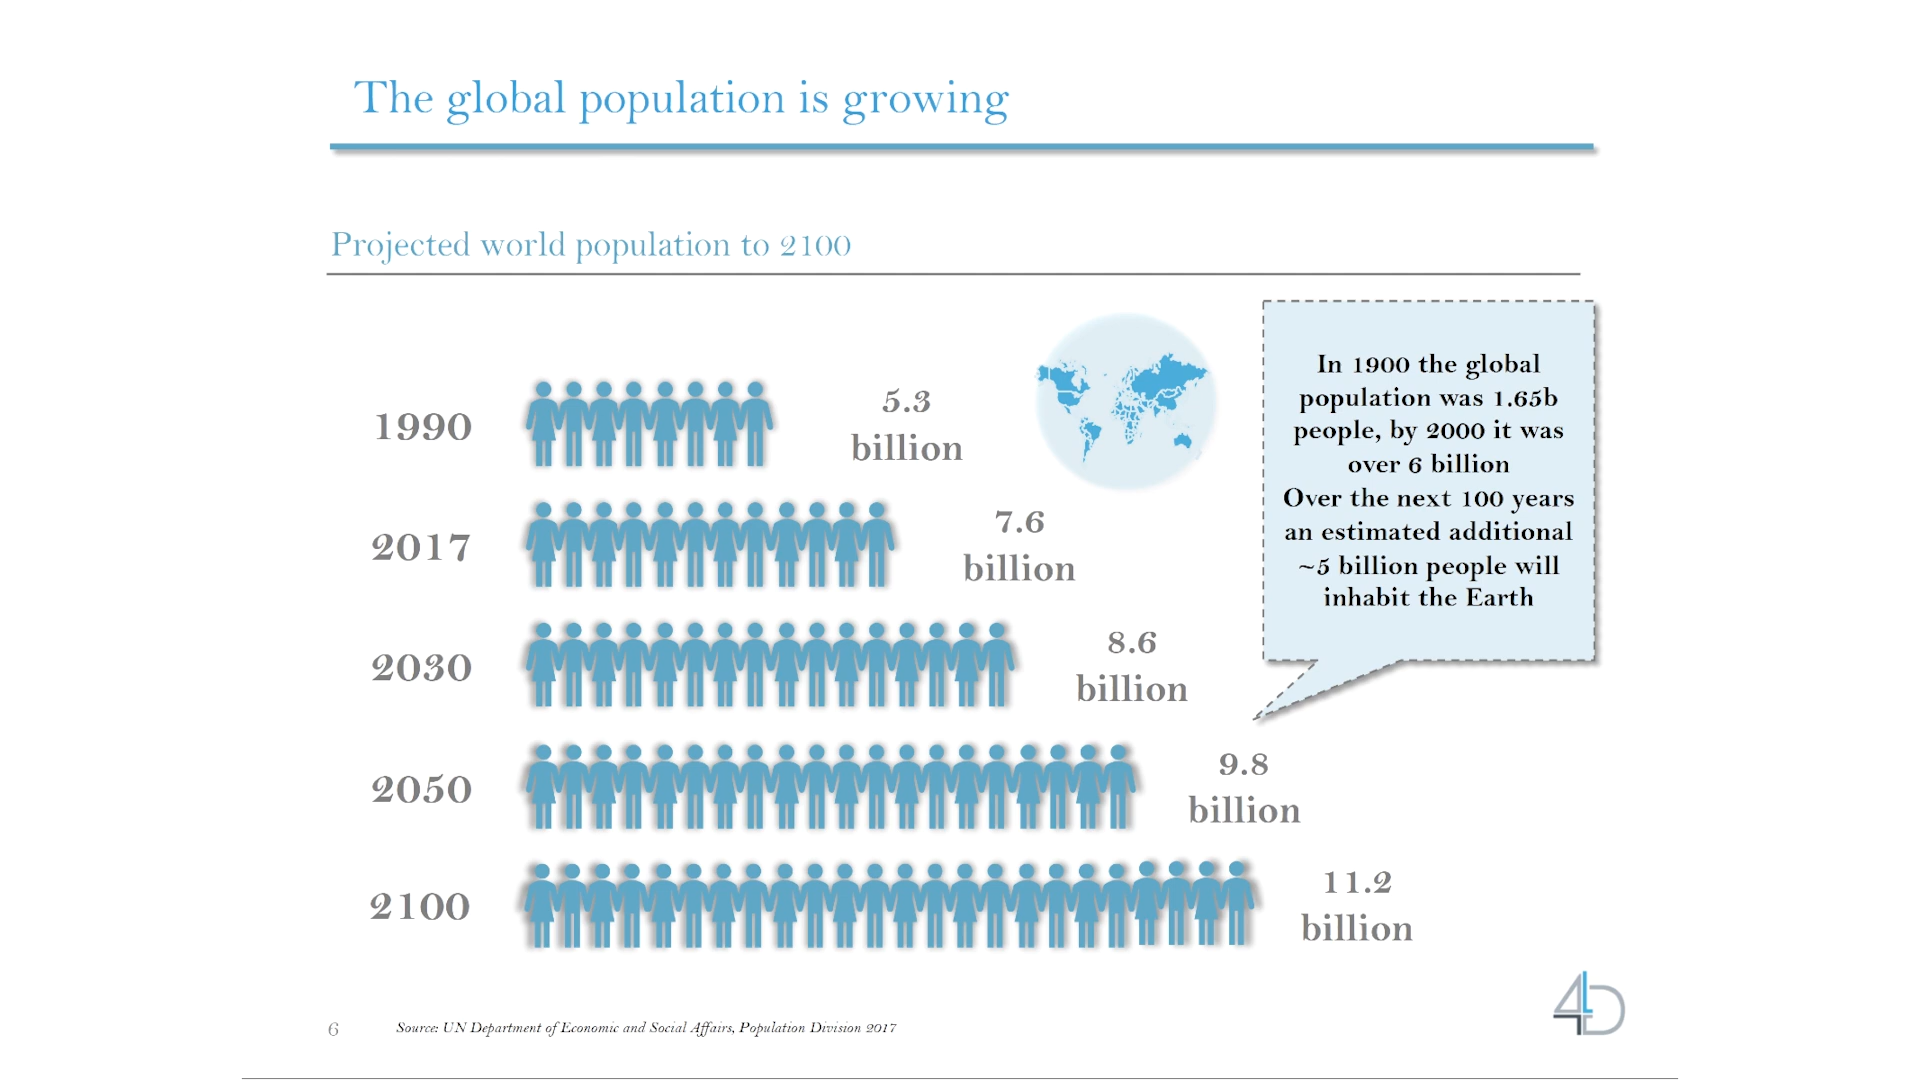 The global population is growing
Projected world population to 2100
1990
5.3
billion
2017
7.6
billion
2030
8.6
billion
2050
9.8
billion
2100
11.2
billion
In 1900 the global
population was 1.65b
people, by 2000 it was
over 6 billion
Over the next 100 years
an estimated additional
~5 billion people will
inhabit the Earth
6
Source: UN Department of Economic and Social Affairs, Population Division 2017
4D